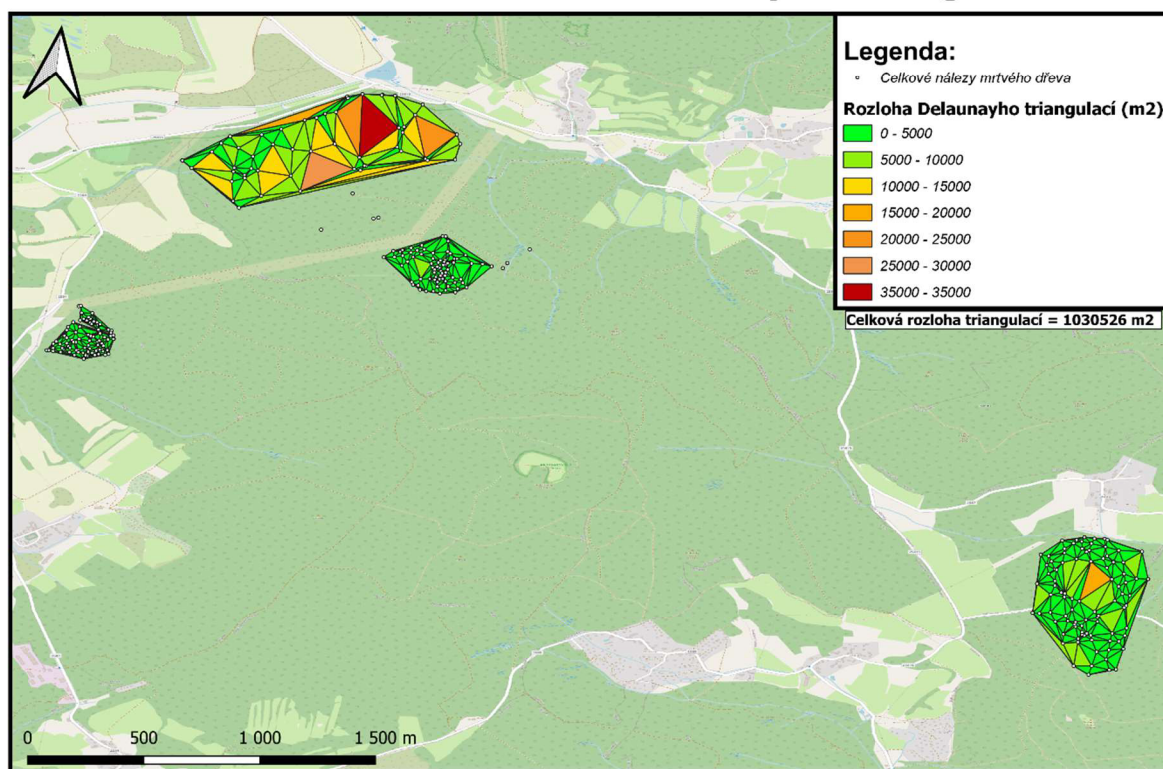 Legenda:
Celkové nálezy mrtvého dřeva
Rozloha Delaunayho triangulací (m2)
0 - 5000
5000 - 10000
10000 - 15000
15000 - 20000
20000 - 25000
25000 - 30000
35000 - 35000
Celková rozloha triangulací = 1030526 m2
0 500 1 000 1 500 m